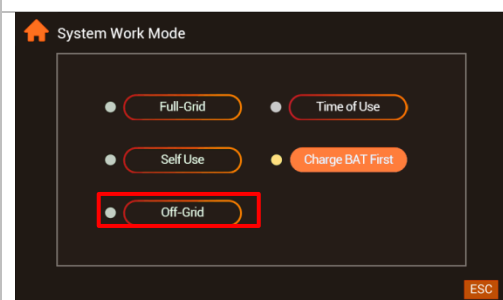 System Work Mode
Full-Grid
Time of Use
Self Use
Charge BAT First
Off-Grid
ESC